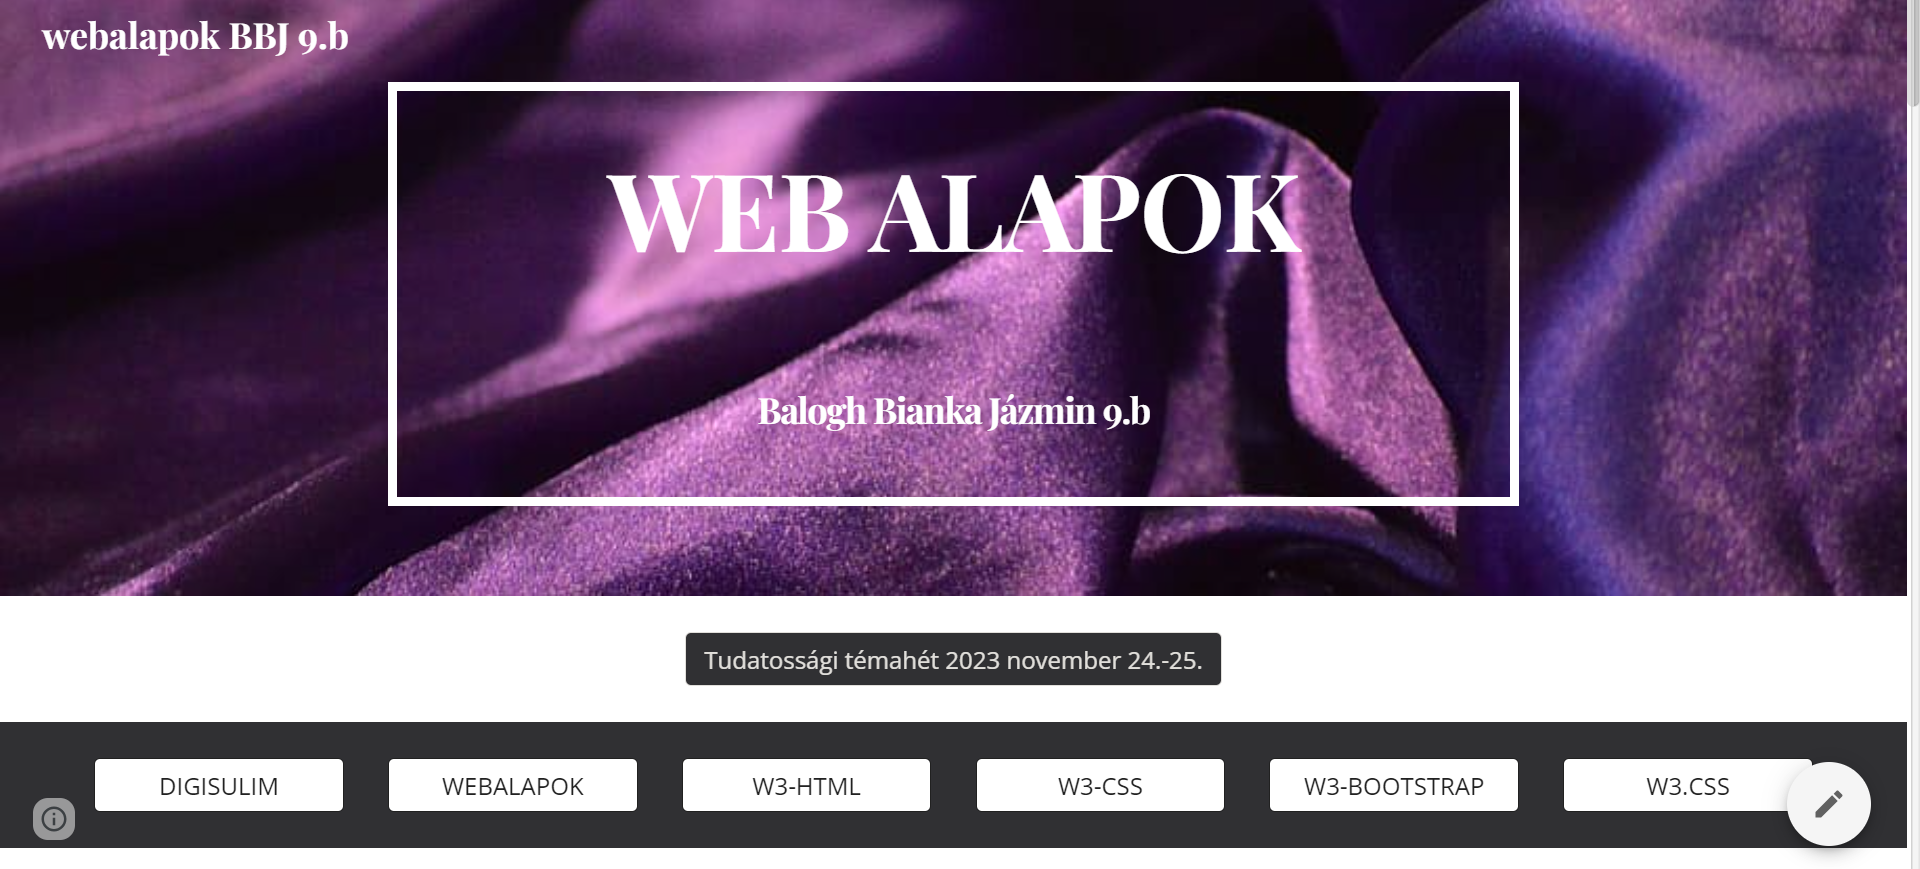 webalapok BBJ 9.b
WEB ALAPOK
Balogh Bianka Jázmin 9.b
Tudatossági témahét 2023 november 24.-25.
DIGISULIM
WEBALAPOK
W3-HTML
W3-CSS
W3-BOOTSTRAP
W3.CSS